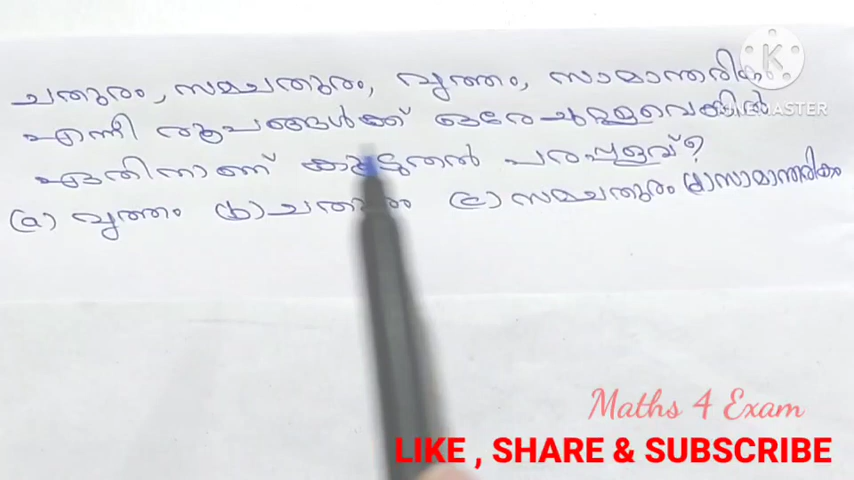 ചതുരം, സമചതുരം, വൃത്തം, സാമാന്തരികം
എന്നീ രൂപങ്ങൾക്ക് ഒരേ ചുറ്റളവെങ്കിൽ
ഏതിനാണ് കൂടുതൽ പരപ്പളവ്?
(a) വൃത്തം (b) ചതുരം (c) സമചതുരം (d) സാമാന്തരികം
Maths 4 Exam
LIKE , SHARE & SUBSCRIBE